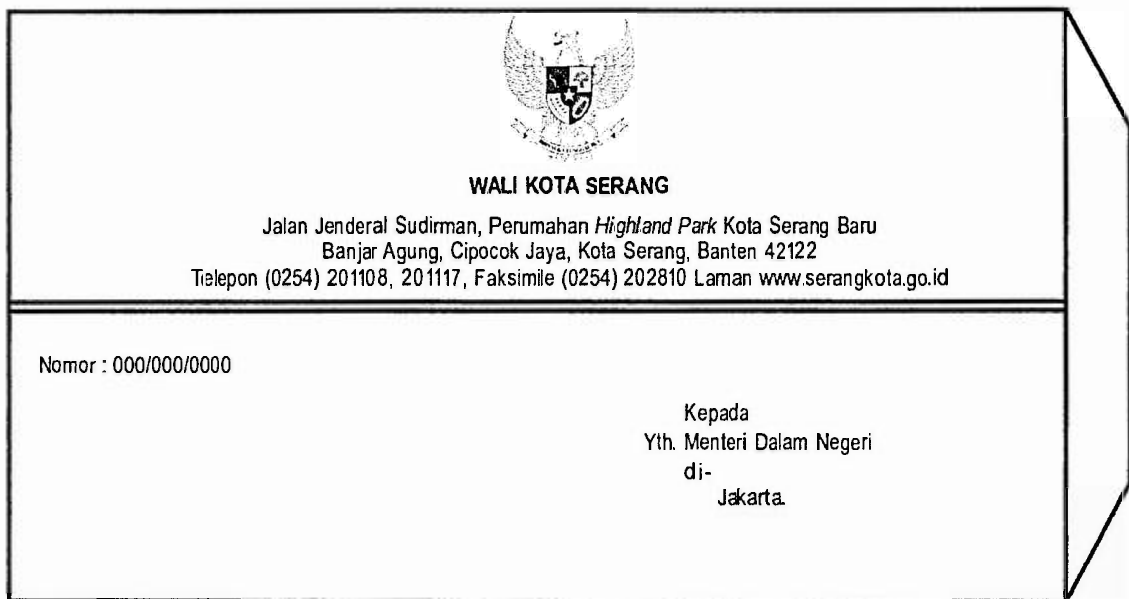 WALI KOTA SERANG
Jalan Jenderal Sudirman, Perumahan Highland Park Kota Serang Baru
Banjar Agung, Cipocok Jaya, Kota Serang, Banten 42122
Telepon (0254) 201108, 201117, Faksimile (0254) 202810 Laman www.serangkota.go.id
Nomor : 000/000/0000
Kepada
Yth. Menteri Dalam Negeri
di-
Jakarta.